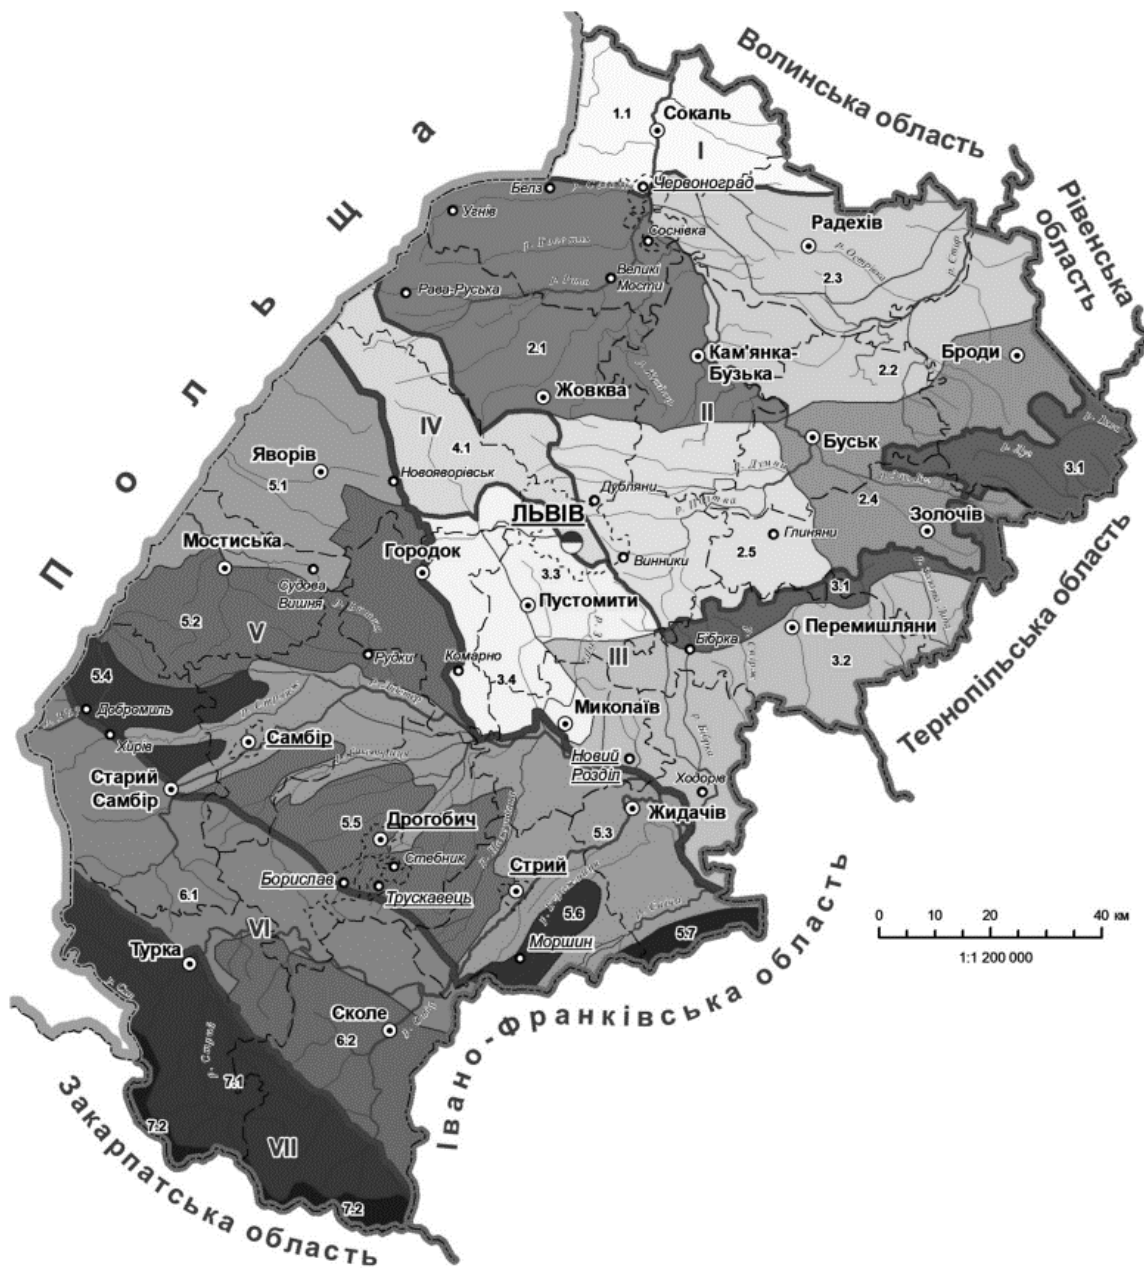 Волинська область
Рівенська
область
Польща
1.1
Сокаль
I
Червоноград
Белз
Угнів
Соснівка
Радехів
р. Стир
2.3
Великі
Мости
р. Рата
Рава-Руська
2.1
Кам'янка-
Бузька
Броди
2.2
Жовква
II
IV
4.1
Буськ
Яворів
5.1
Новояворівськ
Дубляни
3.1
2.4
ЛЬВІВ
Золочів
Мостиська
Городок
Глиняни
2.5
Винники
3.3
Судова
Вишня
Пустомити
3.1
5.2
V
Перемишляни
III
Бібрка
3.2
Рудки
Комарно
5.4
3.4
р. Дністер
Добромиль
Миколаїв
р. Бібрка
Хирів
Самбір
Новий
Розділ
Старий
Самбір
Ходорів
Жидачів
5.5
Дрогобич
5.3
Стебник
Стрий
Борислав
Трускавець
6.1
5.6
VI
Моршин
5.7
Турка
Сколе
6.2
р. Стрий
7.1
7.2
VII
7.2
Тернопільська область
Івано-Франківська область
Закарпатська область
0 10 20 40 км
1:1 200 000